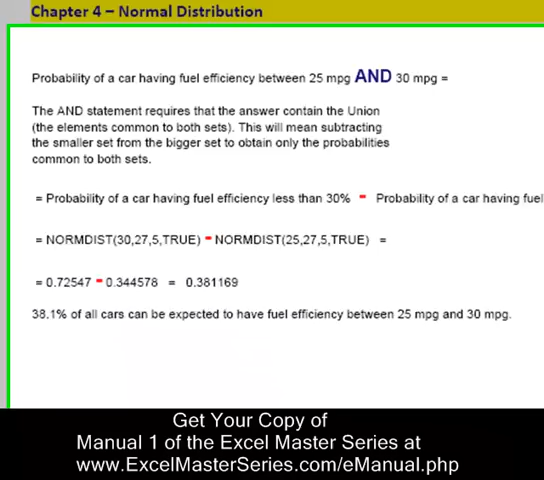 Chapter 4 – Normal Distribution
Probability of a car having fuel efficiency between 25 mpg AND 30 mpg =
The AND statement requires that the answer contain the Union
(the elements common to both sets). This will mean subtracting
the smaller set from the bigger set to obtain only the probabilities
common to both sets.
= Probability of a car having fuel efficiency less than 30% - Probability of a car having fuel
= NORMDIST(30,27,5,TRUE) - NORMDIST(25,27,5,TRUE) =
= 0.72547 - 0.344578 = 0.381169
38.1% of all cars can be expected to have fuel efficiency between 25 mpg and 30 mpg.
Get Your Copy of
Manual 1 of the Excel Master Series at
www.ExcelMasterSeries.com/eManual.php